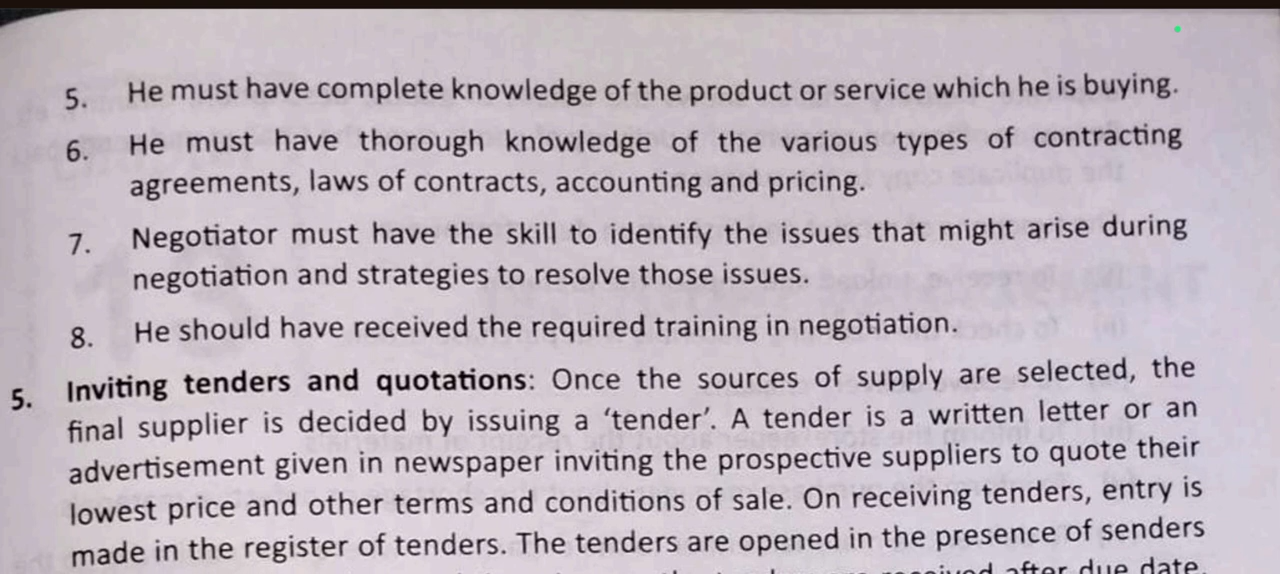 5. He must have complete knowledge of the product or service which he is buying.
6. He must have thorough knowledge of the various types of contracting
agreements, laws of contracts, accounting and pricing.
7. Negotiator must have the skill to identify the issues that might arise during
negotiation and strategies to resolve those issues.
8. He should have received the required training in negotiation.
5. Inviting tenders and quotations: Once the sources of supply are selected, the
final supplier is decided by issuing a ‘tender’. A tender is a written letter or an
advertisement given in newspaper inviting the prospective suppliers to quote their
lowest price and other terms and conditions of sale. On receiving tenders, entry is
made in the register of tenders. The tenders are opened in the presence of senders
received after due date.